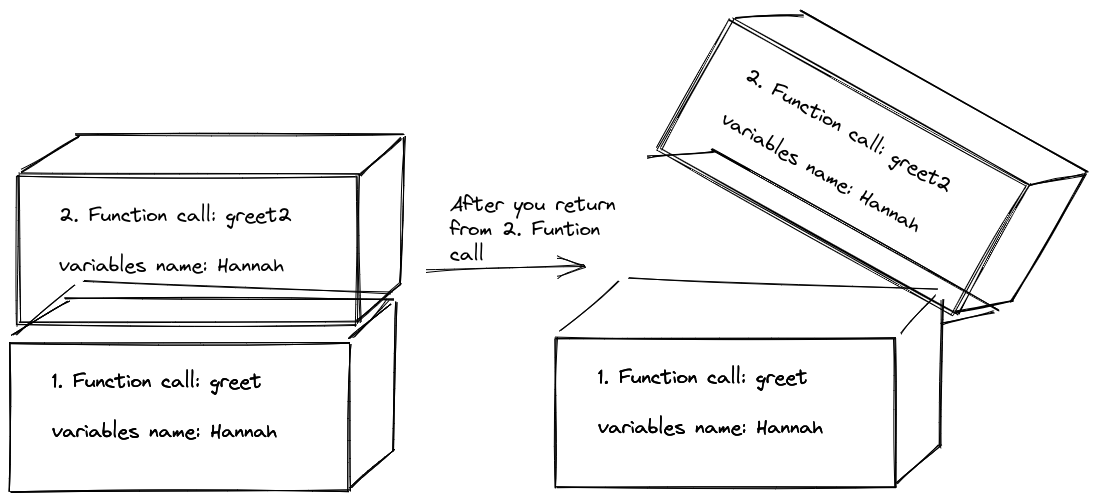 2. Function call: greet2
variables name: Hannah
1. Function call: greet
variables name: Hannah
After you return
from 2. Funtion
call
2. Function call: greet2
variables name: Hannah
1. Function call: greet
variables name: Hannah